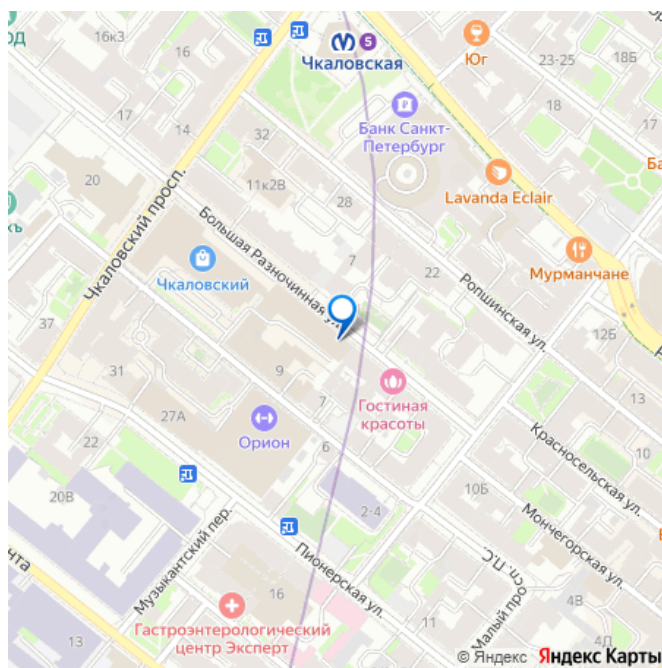 16к3
ОД
17
14
20
5
Чкаловская
Юг
23-25
18Б
18
17
Банк Санкт-
Петербург
Lavanda Eclair
Мурманчане
32
11к2В
28
7
22
Ропшинская ул.
12Б
Чкаловский просп.
Большая Разночинная ул.
Чкаловский
37
31
9
7
Гостиная
красоты
27А
Орион
6
22
20В
2-4
10Б
10
Красносельская ул.
Мончегорская ул.
Малый просп. П.С.
Музыкантский пер.
Пионерская ул.
11
16
13
4В
4Д
Гастроэнтерологический
центр Эксперт
© Яндекс Яндекс Карты